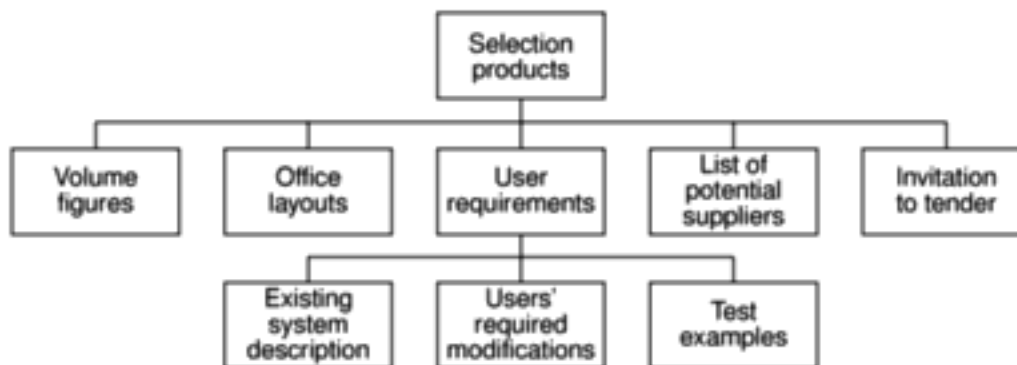 Selection
products
Volume
figures
Office
layouts
User
requirements
List of
potential
suppliers
Invitation
to tender
Existing
system
description
Users'
required
modifications
Test
examples